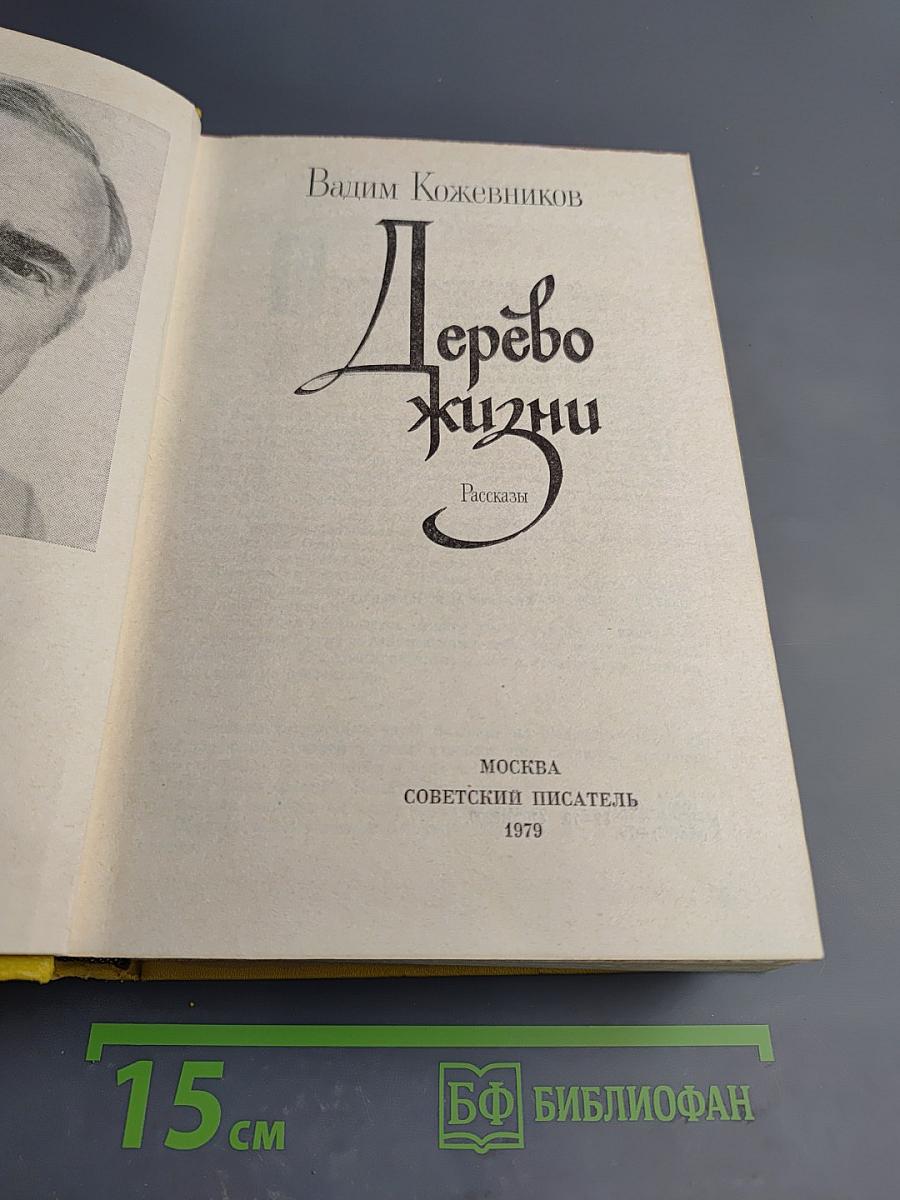 Вадим Кожевников
Дерево
жизни
Рассказы
МОСКВА
СОВЕТСКИЙ ПИСАТЕЛЬ
1979
15 см
БФ БИБЛИОФАН